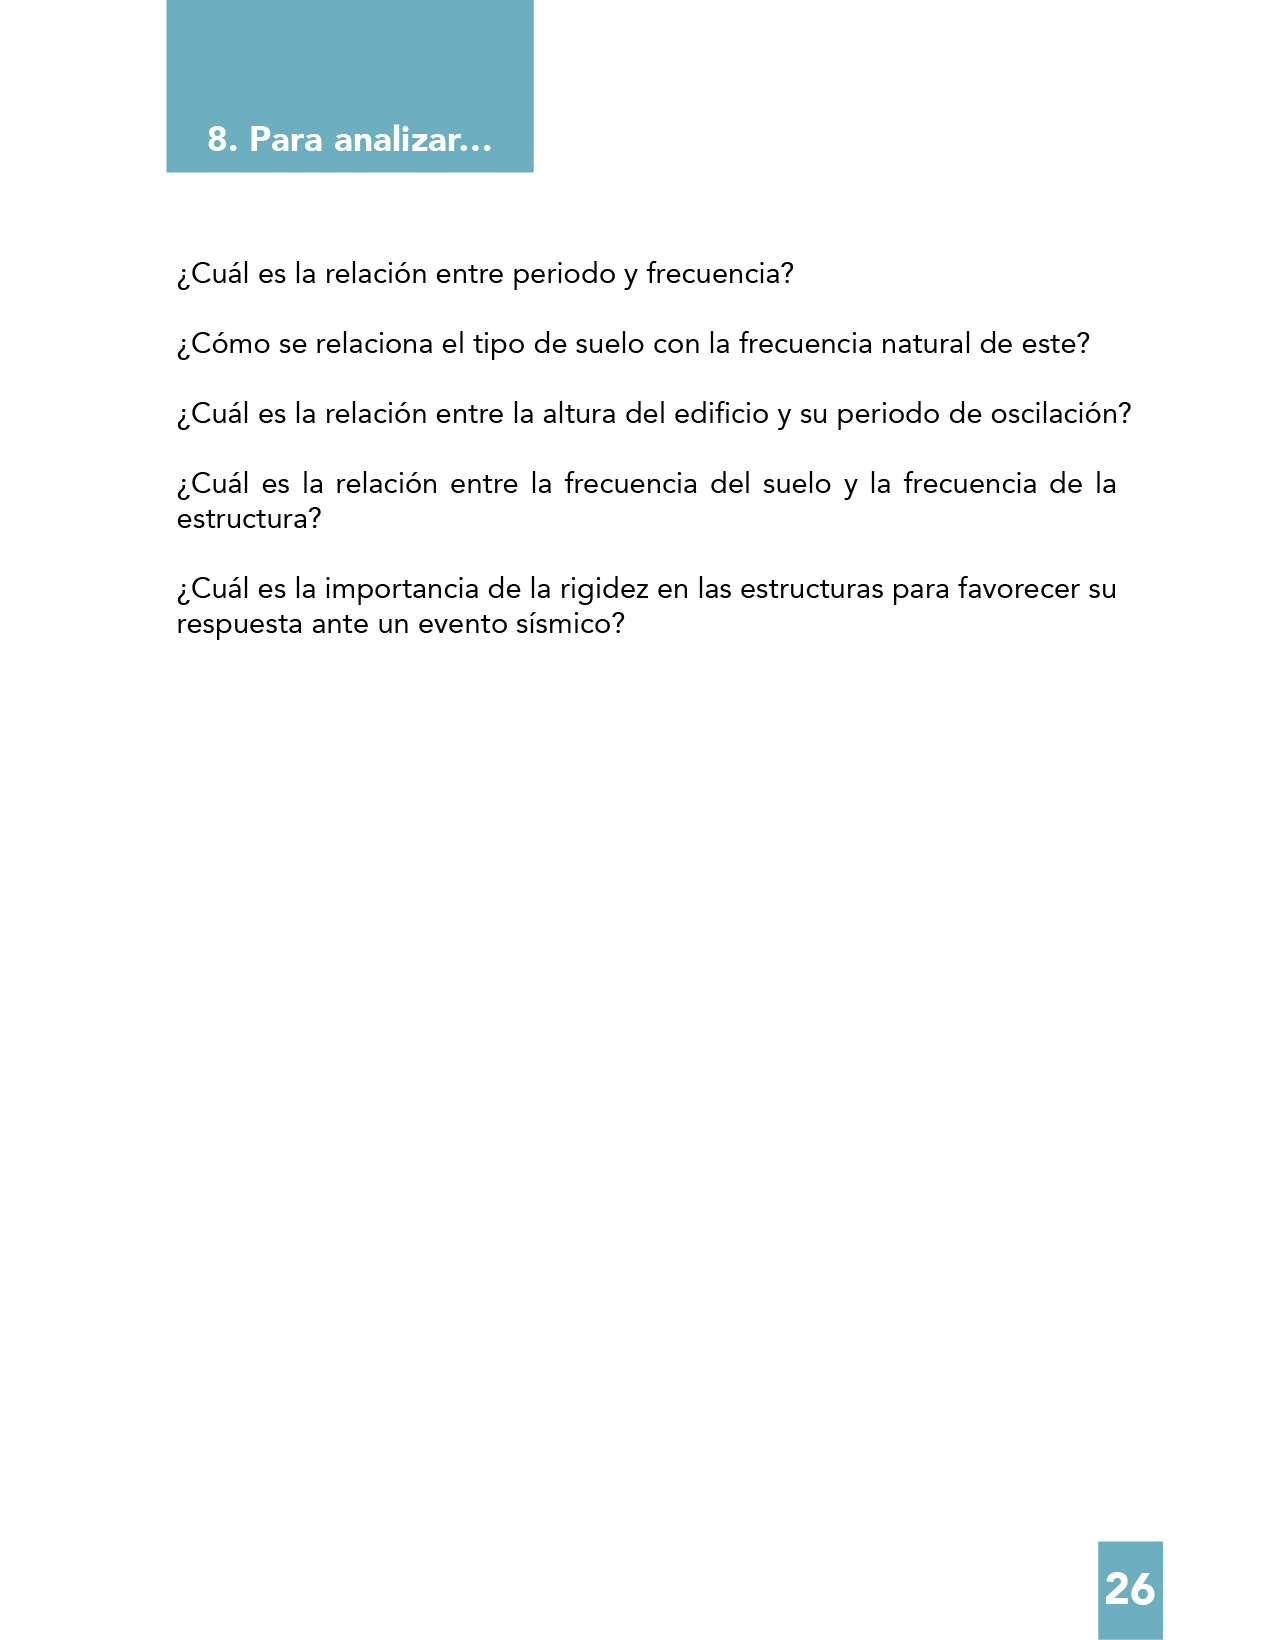 8. Para analizar...
¿Cuál es la relación entre periodo y frecuencia?
¿Cómo se relaciona el tipo de suelo con la frecuencia natural de este?
¿Cuál es la relación entre la altura del edificio y su periodo de oscilación?
¿Cuál es la relación entre la frecuencia del suelo y la frecuencia de la
estructura?
¿Cuál es la importancia de la rigidez en las estructuras para favorecer su
respuesta ante un evento sísmico?
26